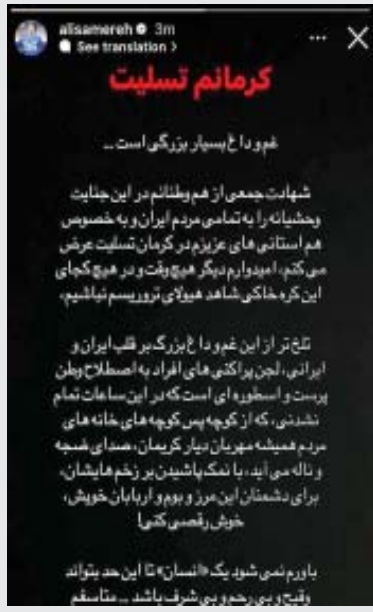 alisamereh 3m
See translation >
کرمانم تسلیت
غم و داغ بسیار بزرگی است ...
شهادت جمعی از هم وطنانم در این جنایت
وحشیانه را به تمامی مردم ایران و به خصوص
هم استانی های عزیزم در کرمان تسلیت عرض
می کنم، امیدوارم دیگر هیچ وقت و در هیچ کجای
این کره خاکی شاهد هیولای تروریسم نباشیم.
تلخ تر از این غم و داغ بزرگ بر قلب ایران و
ایرانی، لجن پراکنی های افراد به اصطلاح وطن
پرست و اسطوره ای است که در این ساعات تمام
نشدنی، که از کوچه پس کوچه های خانه های
مردم همیشه مهربان دیار کریمان، صدای ضجه
و ناله می آید، با نمک پاشیدن بر زخم هایشان،
برای دشمنان این مرز و بوم و اربابان خویش،
خوش رقصی کنی!
باورم نمی شود یک «انسان» تا این حد بتواند
وقیح و بی رحم و بی شرف باشد ... متاسفم